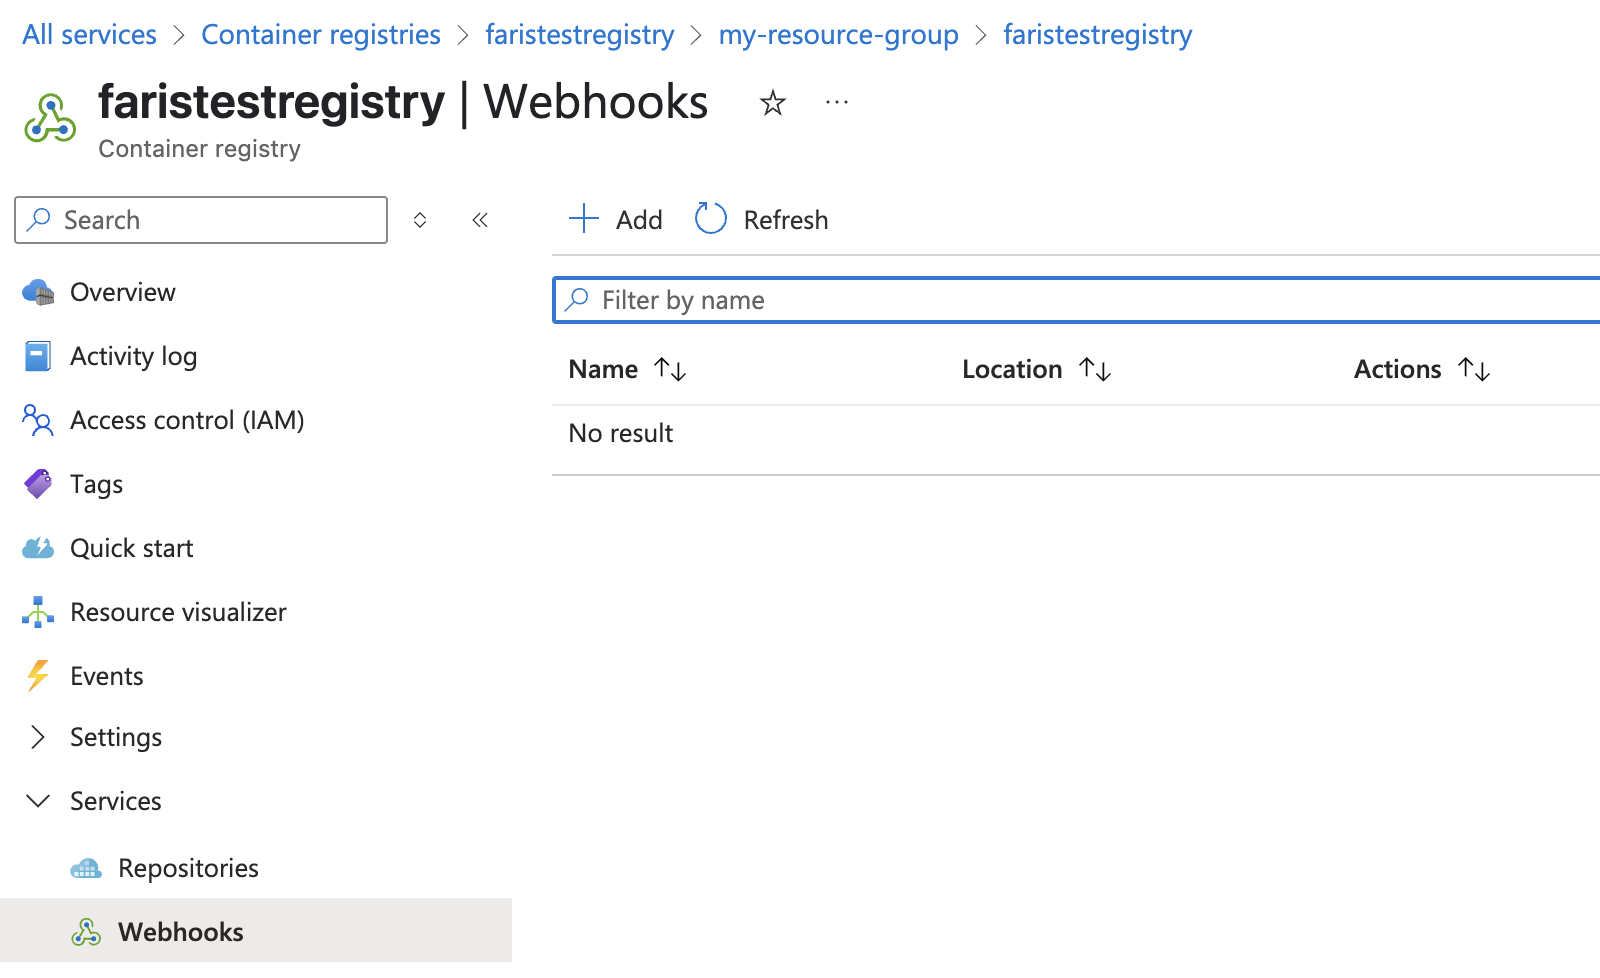 All services > Container registries > faristestregistry > my-resource-group > faristestregistry
faristestregistry | Webhooks
Container registry
Search
Add Refresh
Overview
Filter by name
Activity log
Name Location Actions
Access control (IAM)
No result
Tags
Quick start
Resource visualizer
Events
Settings
Services
Repositories
Webhooks